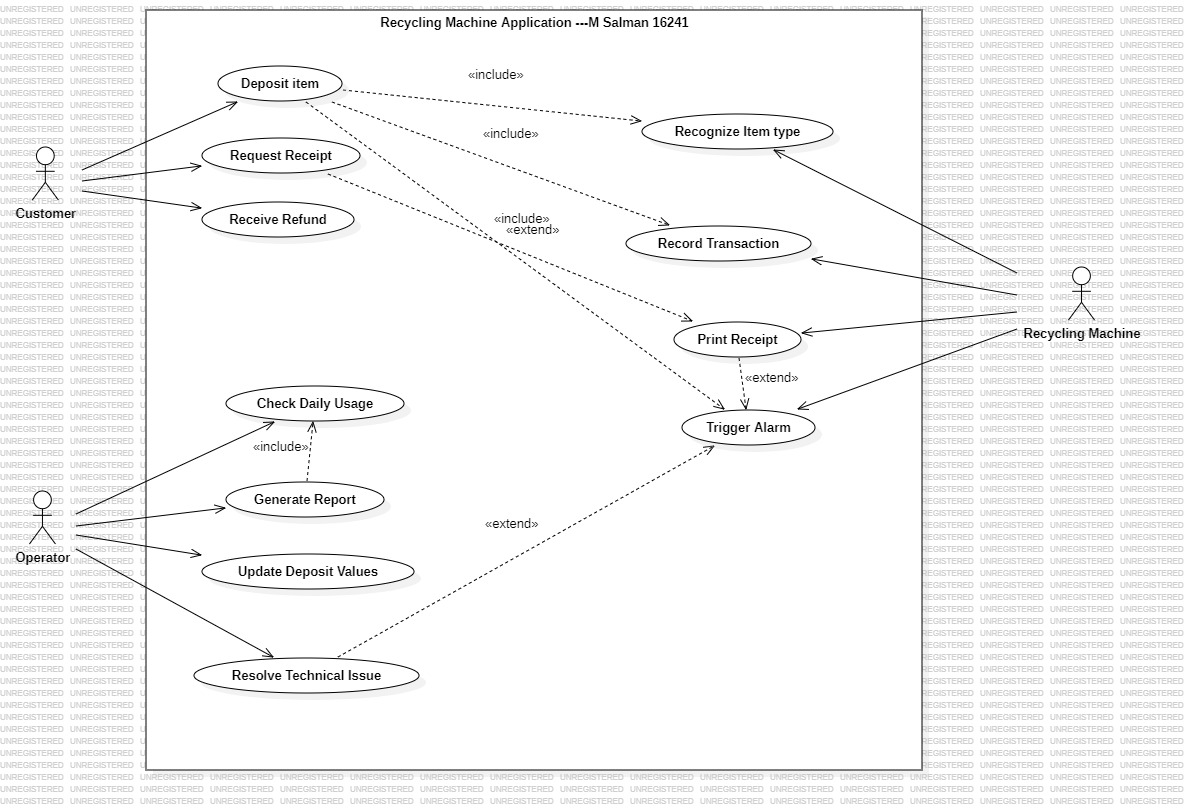 Recycling Machine Application ---M Salman 16241
Deposit item
«include»
Recognize Item type
«include»
Request Receipt
Customer
Receive Refund
«include»
«extend»
Record Transaction
Recycling Machine
Print Receipt
«extend»
Check Daily Usage
Trigger Alarm
«include»
Generate Report
«extend»
Operator
Update Deposit Values
Resolve Technical Issue
UNREGISTERED